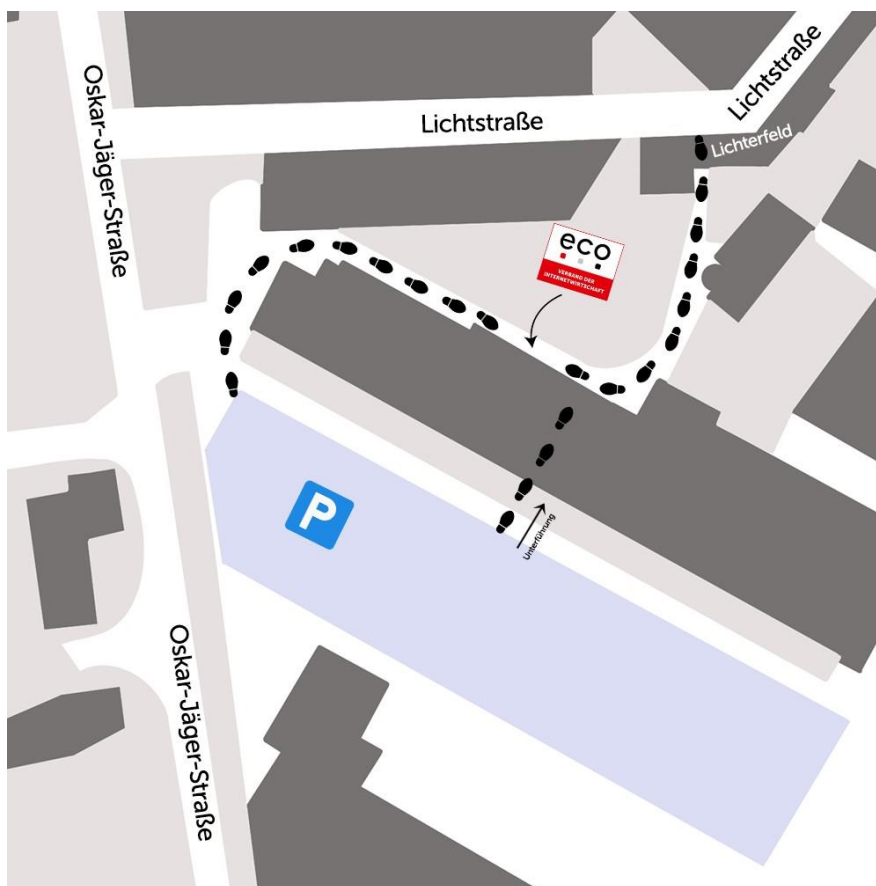 Oskar-Jäger-Straße
Lichtstraße
Lichtstraße
Lichterfeld
eco
VERBAND DER
INTERNETWIRTSCHAFT
P
Unterführung
Oskar-Jäger-Straße